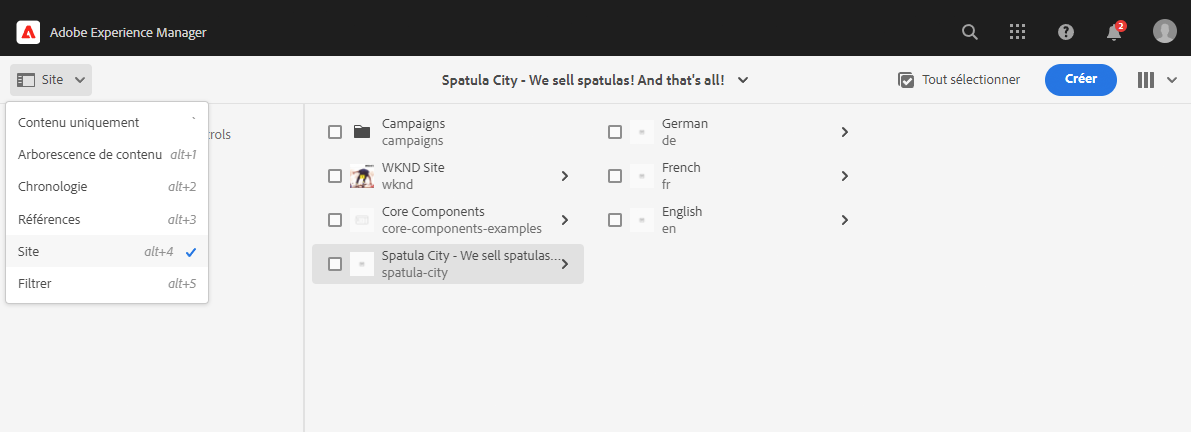 Adobe Experience Manager
2
Site
Spatula City - We sell spatulas! And that's all!
Tout sélectionner
Créer
Contenu uniquement `
Arborescence de contenu alt+1
Chronologie alt+2
Références alt+3
Site alt+4
Filtrer alt+5
trols
Campaigns
campaigns
WKND Site
wknd
Core Components
core-components-examples
Spatula City - We sell spatulas...
spatula-city
German
de
French
fr
English
en